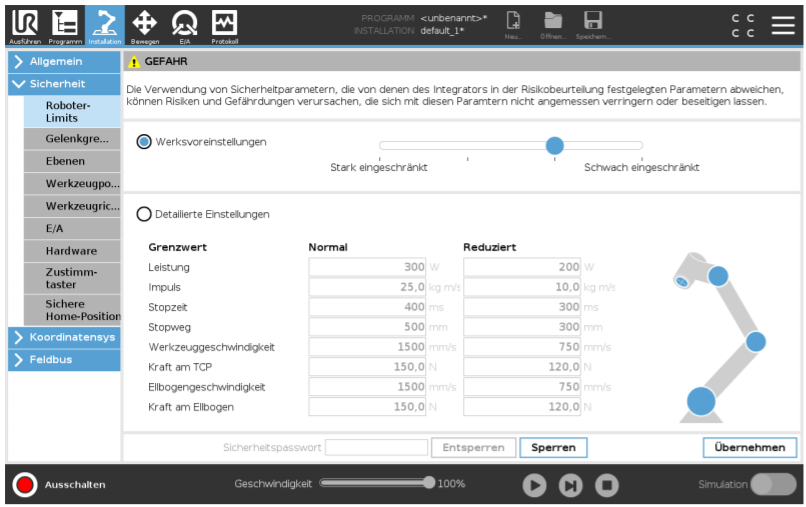 PROGRAMM <unbenannt>*
INSTALLATION default_1*
Ausführen Programm Installation Bewegen E/A Protokoll Neu... Öffnen... Speichern...
C C
C C
Allgemein
Sicherheit
Roboter-
Limits
Gelenkgre...
Ebenen
Werkzeugpo...
Werkzeugric...
E/A
Hardware
Zustimm-
taster
Sichere
Home-Position
Koordinatensys
Feldbus
GEFAHR
Die Verwendung von Sicherheitparametern, die von denen des Integrators in der Risikobeurteilung festgelegten Parametern abweichen,
können Risiken und Gefährdungen verursachen, die sich mit diesen Paramtern nicht angemessen verringern oder beseitigen lassen.
Werksvoreinstellungen
Stark eingeschränkt Schwach eingeschränkt
Detailierte Einstellungen
Grenzwert Normal Reduziert
Leistung 300 W 200 W
Impuls 25,0 kg m/s 10,0 kg m/s
Stopzeit 400 ms 300 ms
Stopweg 500 mm 300 mm
Werkzeuggeschwindigkeit 1500 mm/s 750 mm/s
Kraft am TCP 150,0 N 120,0 N
Ellbogengeschwindigkeit 1500 mm/s 750 mm/s
Kraft am Ellbogen 150,0 N 120,0 N
Sicherheitspasswort Entsperren Sperren Übernehmen
Ausschalten Geschwindigkeit 100% Simulation